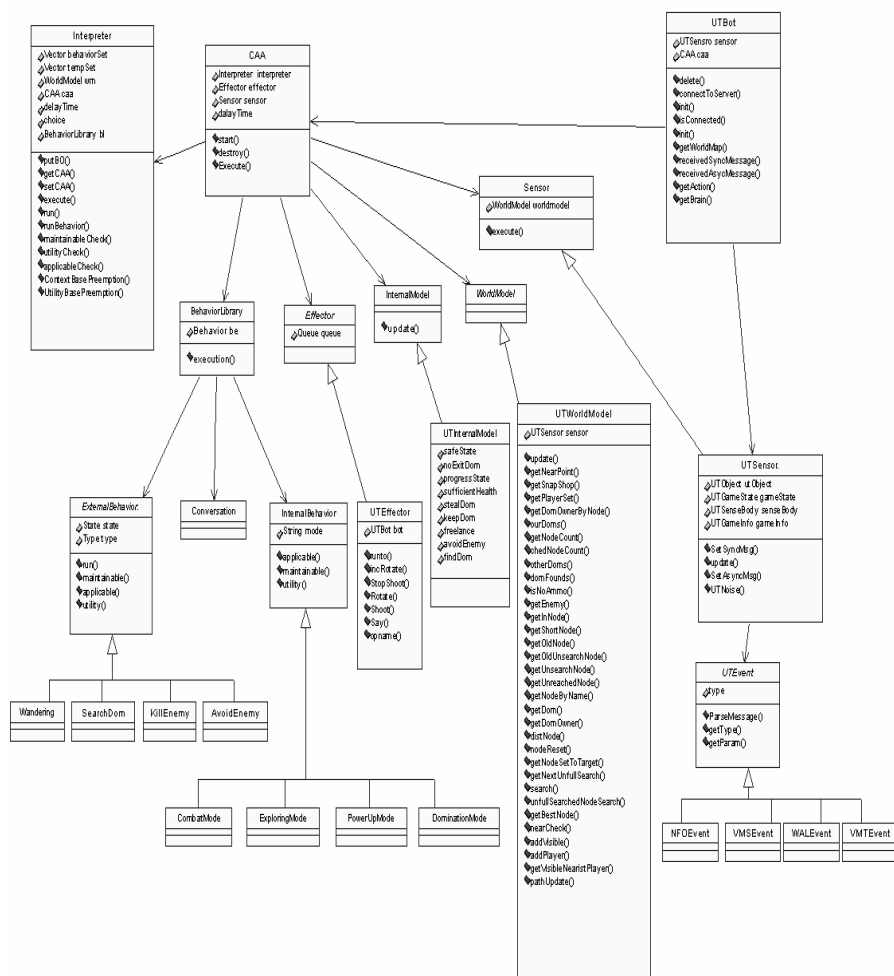 Interpreter
Vector behaviorSet
Vector tempSet
WorldModel wm
CAA caa
delayTime
choice
BehaviorLibrary bl
putBO()
getCAA()
setCAA()
execute()
run()
runBehavior()
maintainableCheck()
utilityCheck()
applicableCheck()
ContextBasePreemption()
UtilityBasePreemption()
CAA
Interpreter interpreter
Effector effector
Sensor sensor
dalayTime
start()
destroy()
Execute()
UTBot
UTSensro sensor
CAA caa
delete()
connectToServer()
init()
isConnected()
init()
getWorldMap()
receivedSyncMessage()
receivedAsycMessage()
getAction()
getBrain()
Sensor
WorldModel worldmodel
execute()
BehaviorLibrary
Behavior be
execution()
Effector
Queue queue
InternalModel
update()
WorldModel
UTInternalModel
safeState
noExitDom
progressState
sufficientHealth
stealDom
keepDom
freelance
avoidEnemy
findDom
UTWorldModel
UTSensor sensor
update()
getNearPoint()
getSnapShop()
getPlayerSet()
getDomOwnerByNode()
ourDoms()
getNodeCount()
chedNodeCount()
otherDoms()
domFounds()
isNoAmmo()
getEnemy()
getInNode()
getShortNode()
getOldNode()
getOldUnsearchNode()
getUnsearchNode()
getUnreachedNode()
getNodeByName()
getDom()
getDomOwner()
distNode()
nodeReset()
getNodeSetToTarget()
getNextUnfullSearch()
search()
unfullSearchedNodeSearch()
getBestNode()
nearCheck()
addVisible()
addPlayer()
getVisibleNearistPlayer()
pathUpdate()
UTSensor
UTObject utObject
UTGameState gameState
UTSenseBody senseBody
UTGameInfo gameInfo
SetSyncMsg()
update()
SetAsyncMsg()
UTNoise()
ExternalBehavior
State state
Type type
run()
maintainable()
applicable()
utility()
Conversation
InternalBehavior
String mode
applicable()
maintainable()
utility()
UTEffector
UTBot bot
runto()
incRotate()
StopShoot()
Rotate()
Shoot()
Say()
opname()
UTEvent
type
ParseMessage()
getType()
getParam()
Wandering
SearchDom
KillEnemy
AvoidEnemy
CombatMode
ExploringMode
PowerUpMode
DominationMode
NFOEvent
VMSEvent
WALEvent
VMTEvent